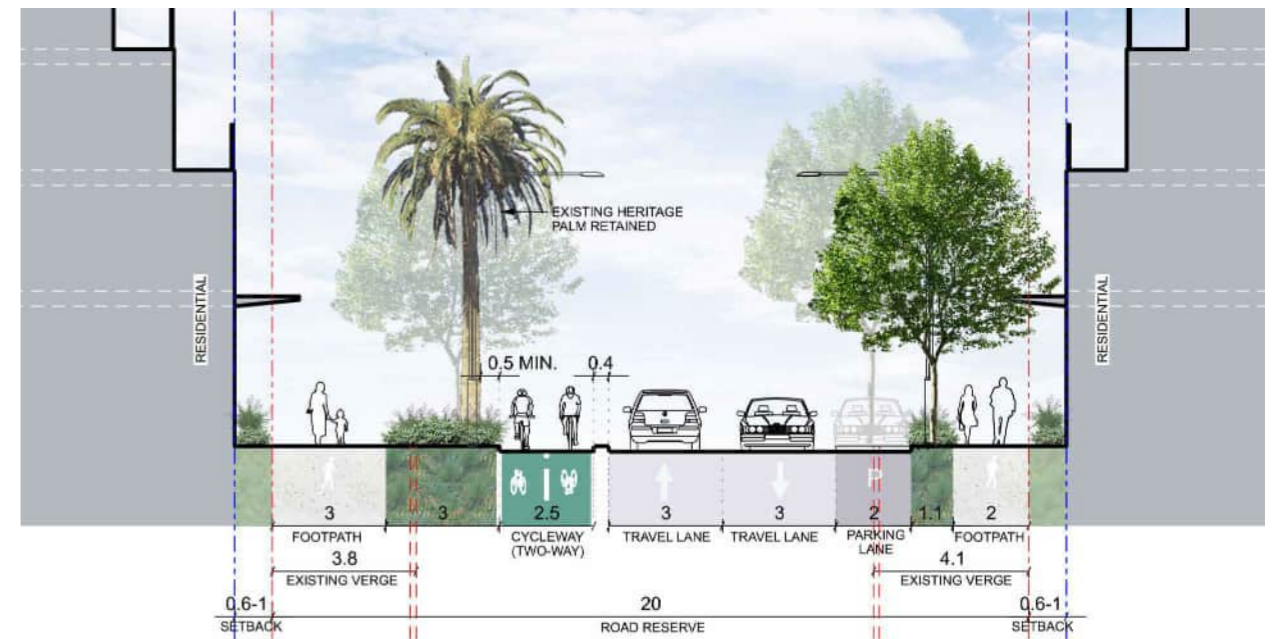 EXISTING HERITAGE
PALM RETAINED
RESIDENTIAL
RESIDENTIAL
0.5 MIN.
0.4
P
3
3
2.5
3
3
2
1.1
2
FOOTPATH
CYCLEWAY
(TWO-WAY)
TRAVEL LANE
TRAVEL LANE
PARKING
LANE
FOOTPATH
3.8
4.1
EXISTING VERGE
EXISTING VERGE
0.6-1
20
0.6-1
SETBACK
ROAD RESERVE
SETBACK